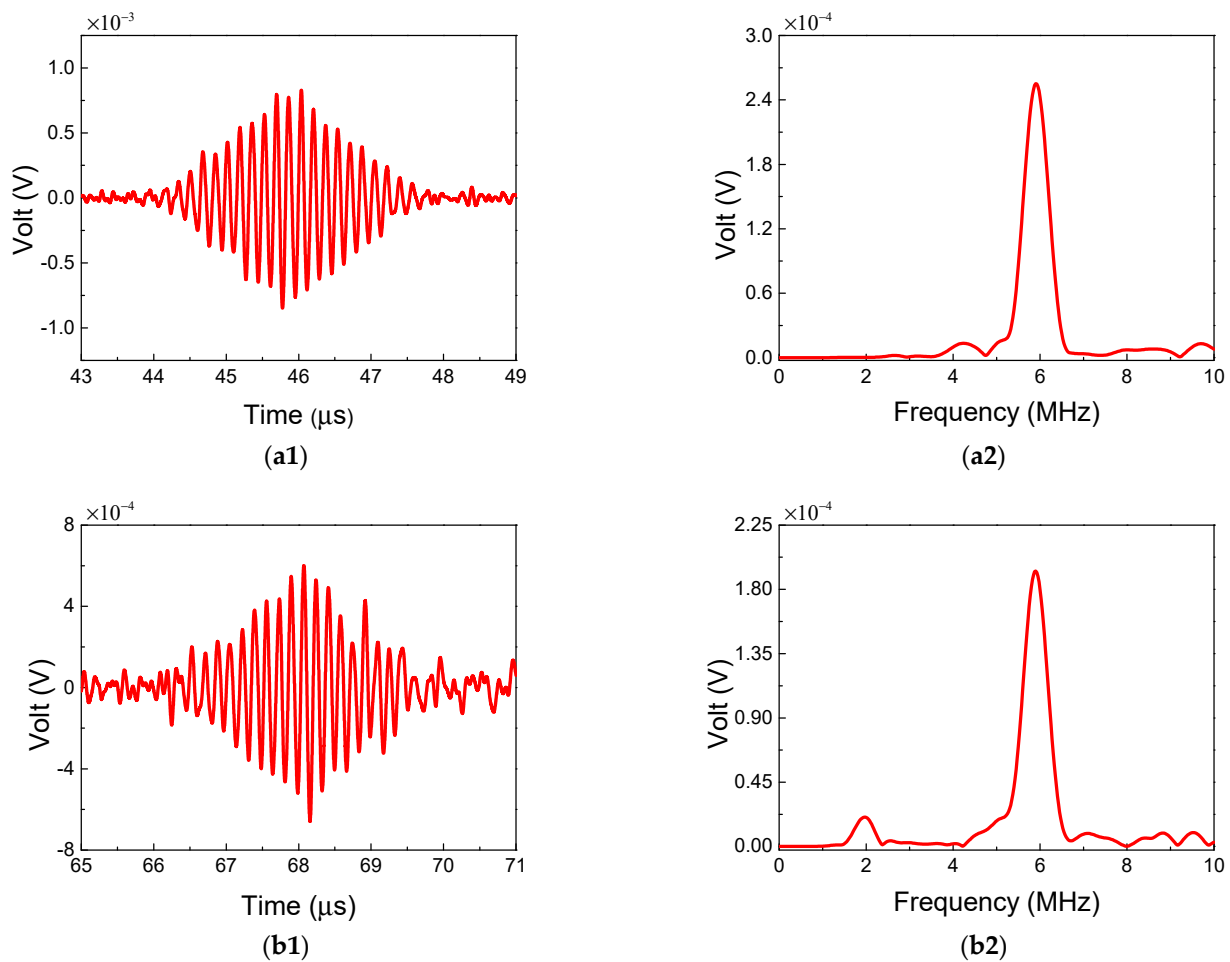 ×10⁻³
1.0
0.5
0.0
-0.5
-1.0
Volt (V)
43 44 45 46 47 48 49
Time (μs)
(a1)
×10⁻⁴
3.0
2.4
1.8
1.2
0.6
0.0
Volt (V)
0 2 4 6 8 10
Frequency (MHz)
(a2)
×10⁻⁴
8
4
0
-4
-8
Volt (V)
65 66 67 68 69 70 71
Time (μs)
(b1)
×10⁻⁴
2.25
1.80
1.35
0.90
0.45
0.00
Volt (V)
0 2 4 6 8 10
Frequency (MHz)
(b2)